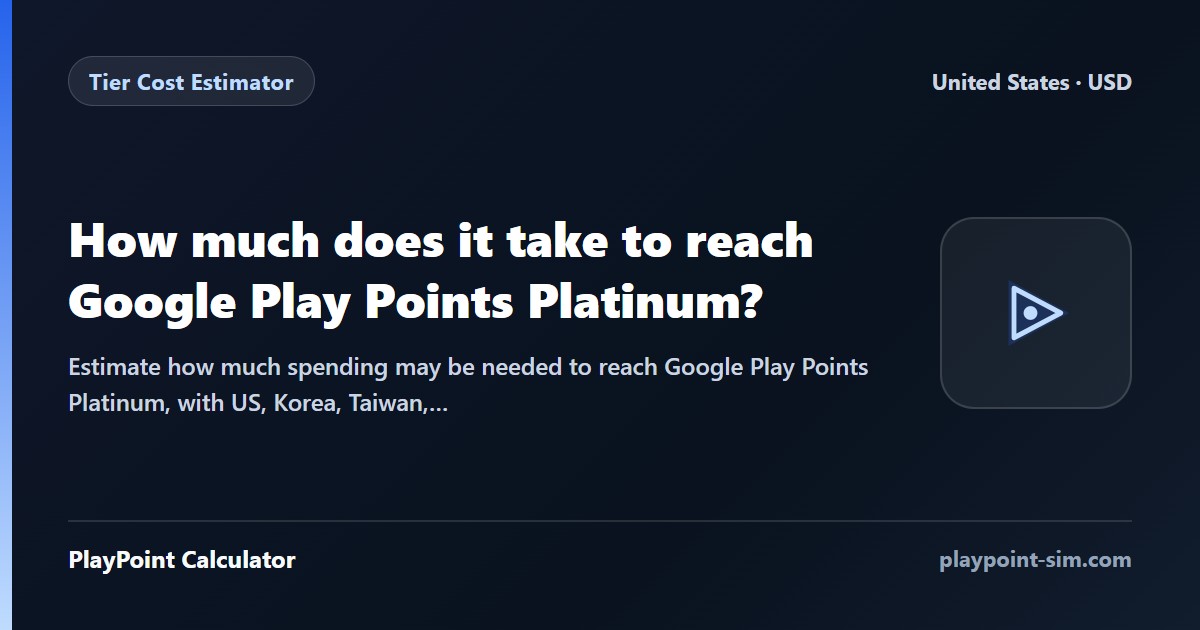 Tier Cost Estimator
United States · USD
How much does it take to reach
Google Play Points Platinum?
Estimate how much spending may be needed to reach Google Play Points
Platinum, with US, Korea, Taiwan,...
PlayPoint Calculator
playpoint-sim.com